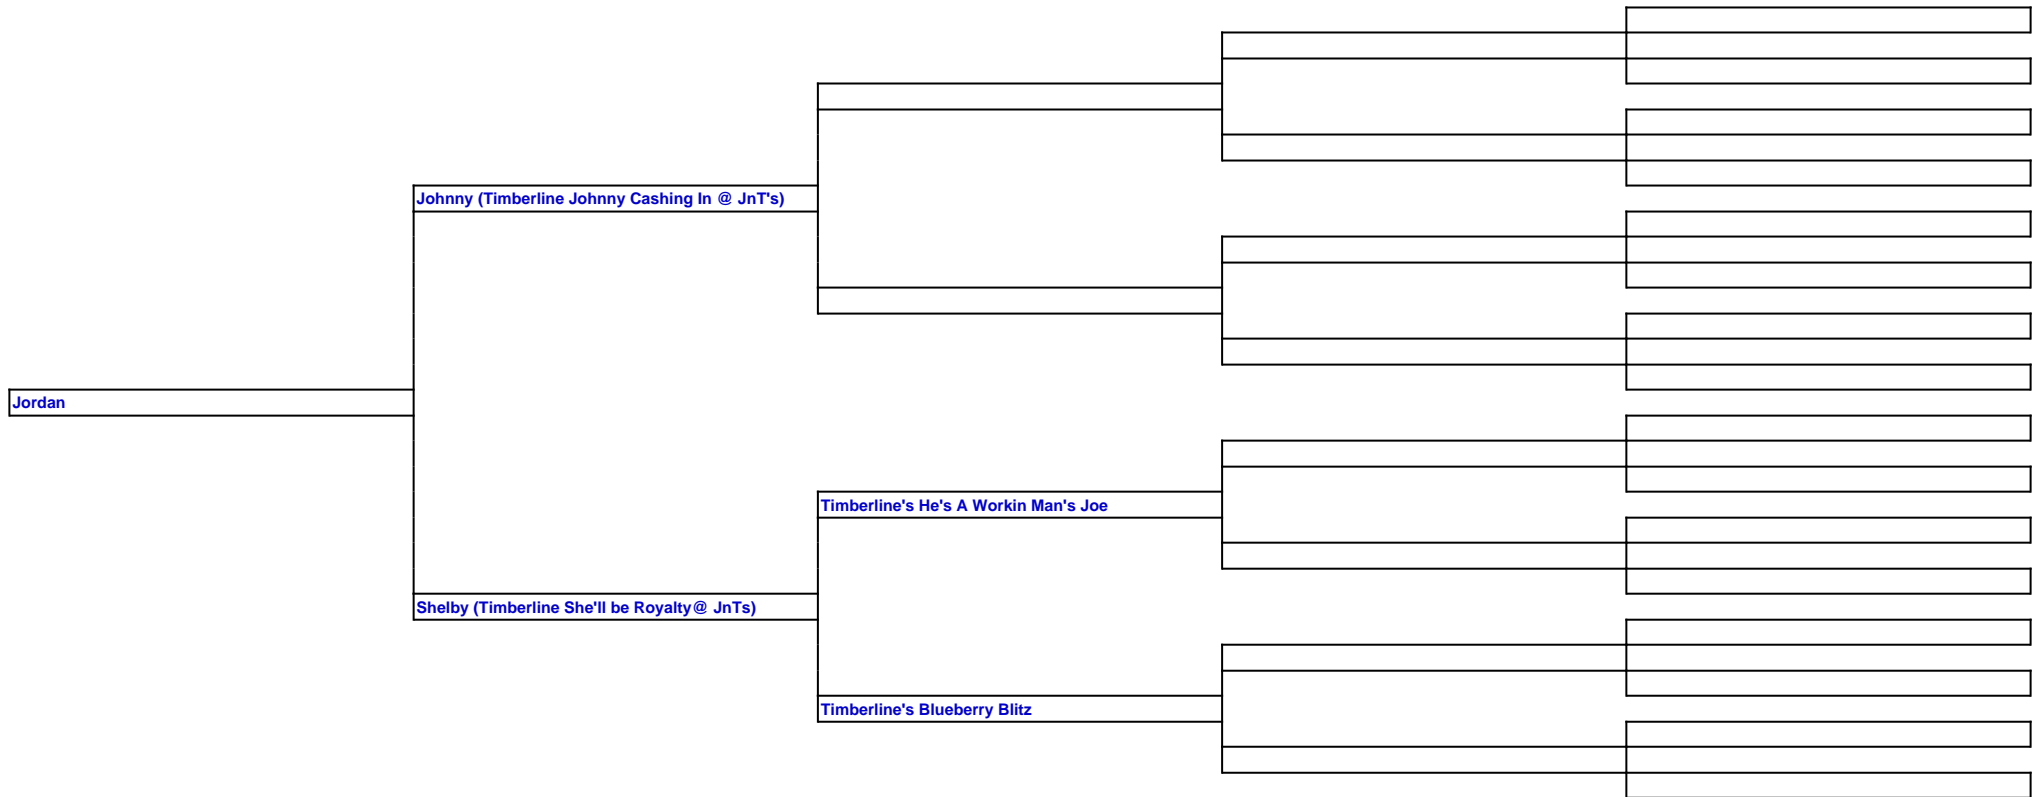 Johnny (Timberline Johnny Cashing In @ JnT's)
Jordan
Timberline's He's A Workin Man's Joe
Shelby (Timberline She'll be Royalty@ JnTs)
Timberline's Blueberry Blitz